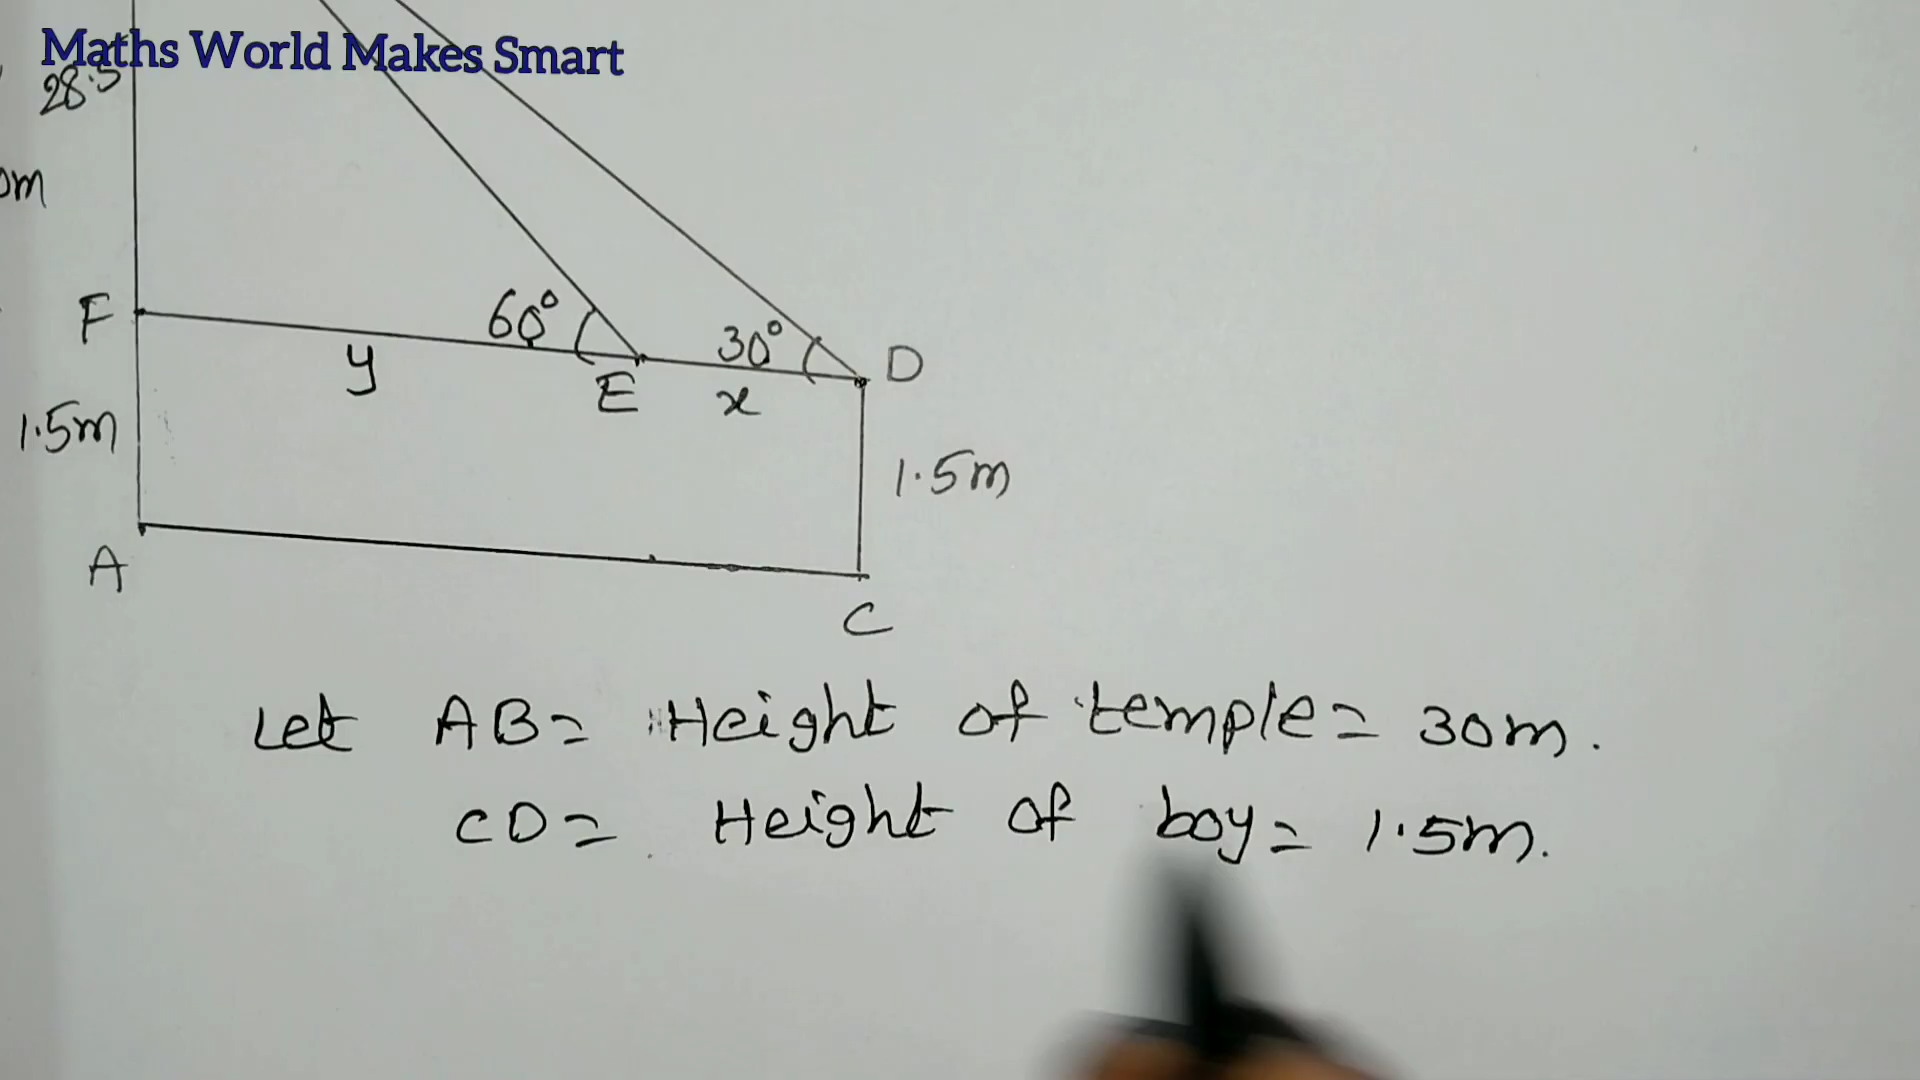 Maths World Makes Smart
28.5
m
F
60°
30°
D
y
E
x
1.5m
1.5m
A
C
Let AB = Height of temple = 30m.
CD = Height of boy = 1.5m.